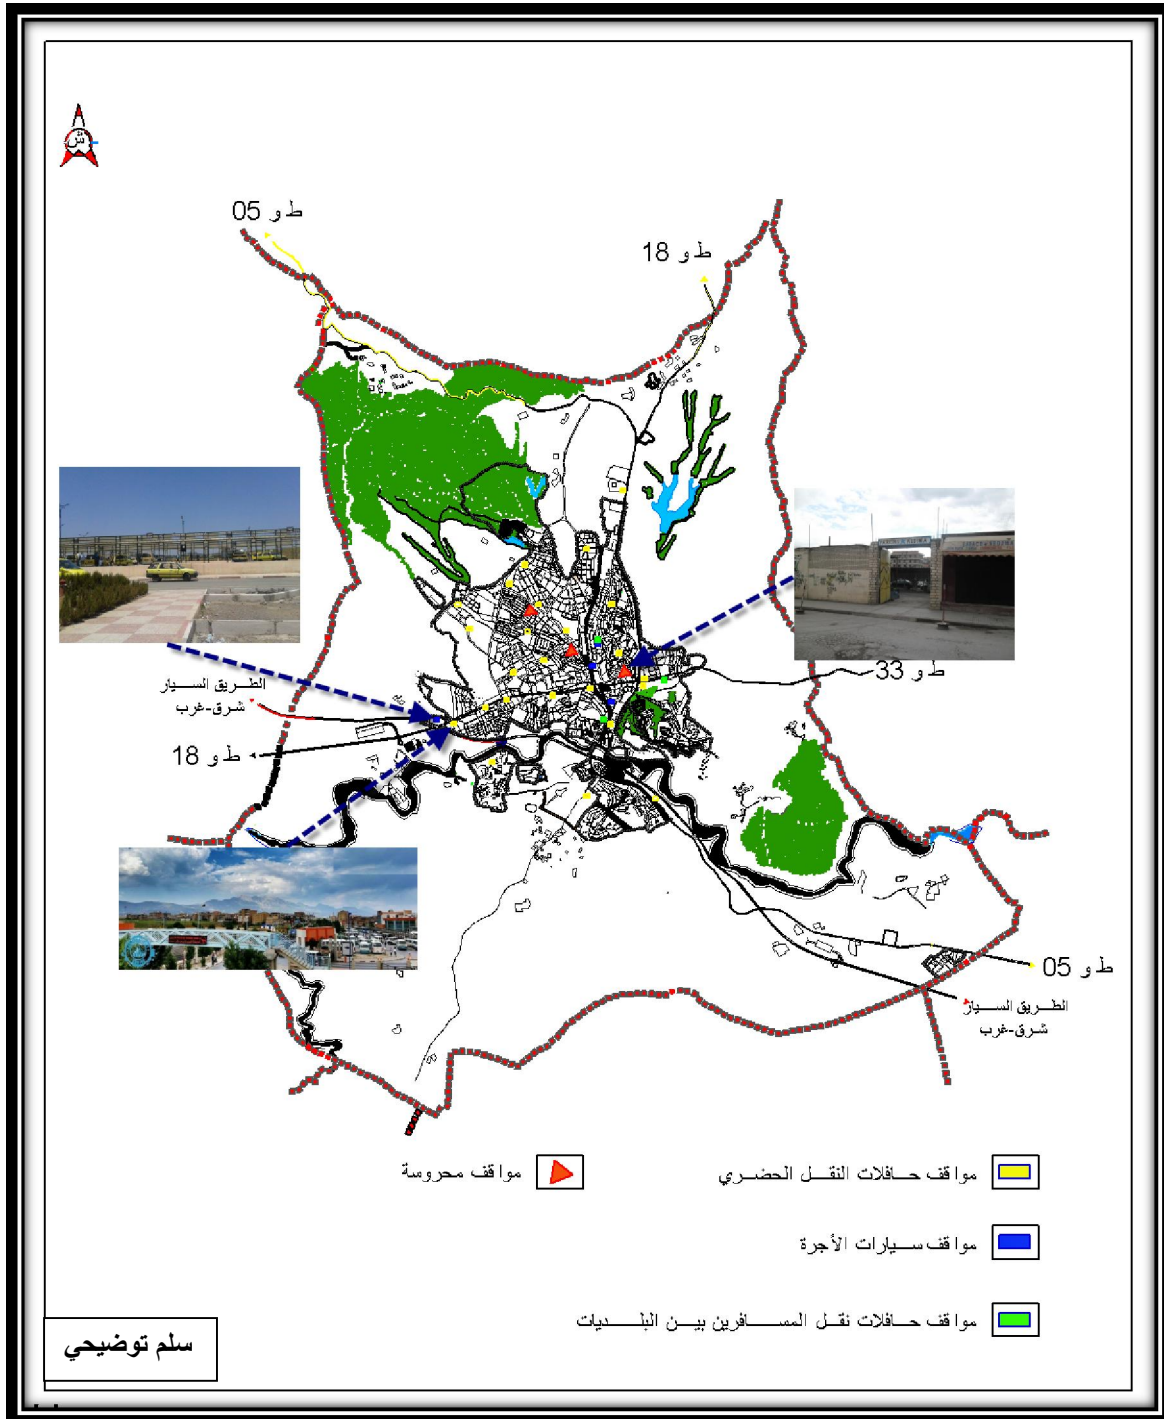 ش
ط و 05
ط و 18
ط و 33
الطريق السيار
شرق-غرب
ط و 18
ط و 05
الطريق السيار
شرق-غرب
مواقف محروسة
مواقف حافلات النقل الحضري
مواقف سيارات الأجرة
مواقف حافلات نقل المسافرين بين البلديات
سلم توضيحي